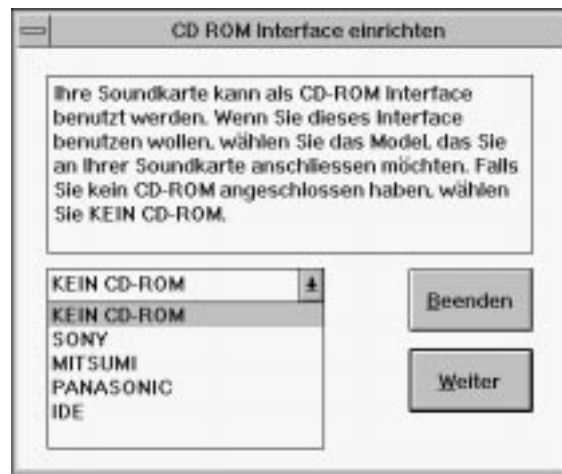 CD ROM Interface einrichten
Ihre Soundkarte kann als CD-ROM Interface
benutzt werden. Wenn Sie dieses Interface
benutzen wollen, wählen Sie das Model, das Sie
an Ihrer Soundkarte anschliessen möchten. Falls
Sie kein CD-ROM angeschlossen haben, wählen
Sie KEIN CD-ROM.
KEIN CD-ROM
KEIN CD-ROM
SONY
MITSUMI
PANASONIC
IDE
Beenden
Weiter